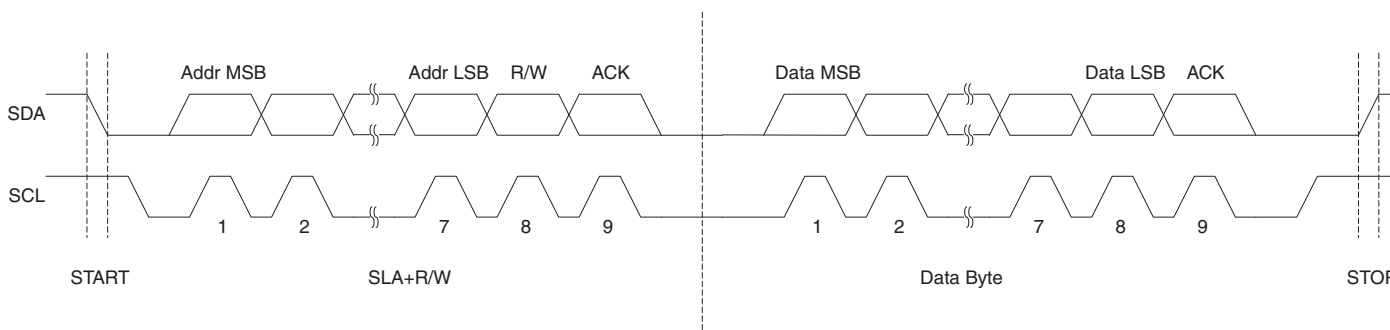 Addr MSB Addr LSB R/W ACK Data MSB Data LSB ACK
SDA
SCL
1 2 7 8 9 1 2 7 8 9
START SLA+R/W Data Byte STOP